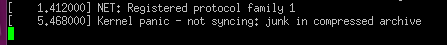 [    1.412000] NET: Registered protocol family 1
[    5.468000] Kernel panic - not syncing: junk in compressed archive